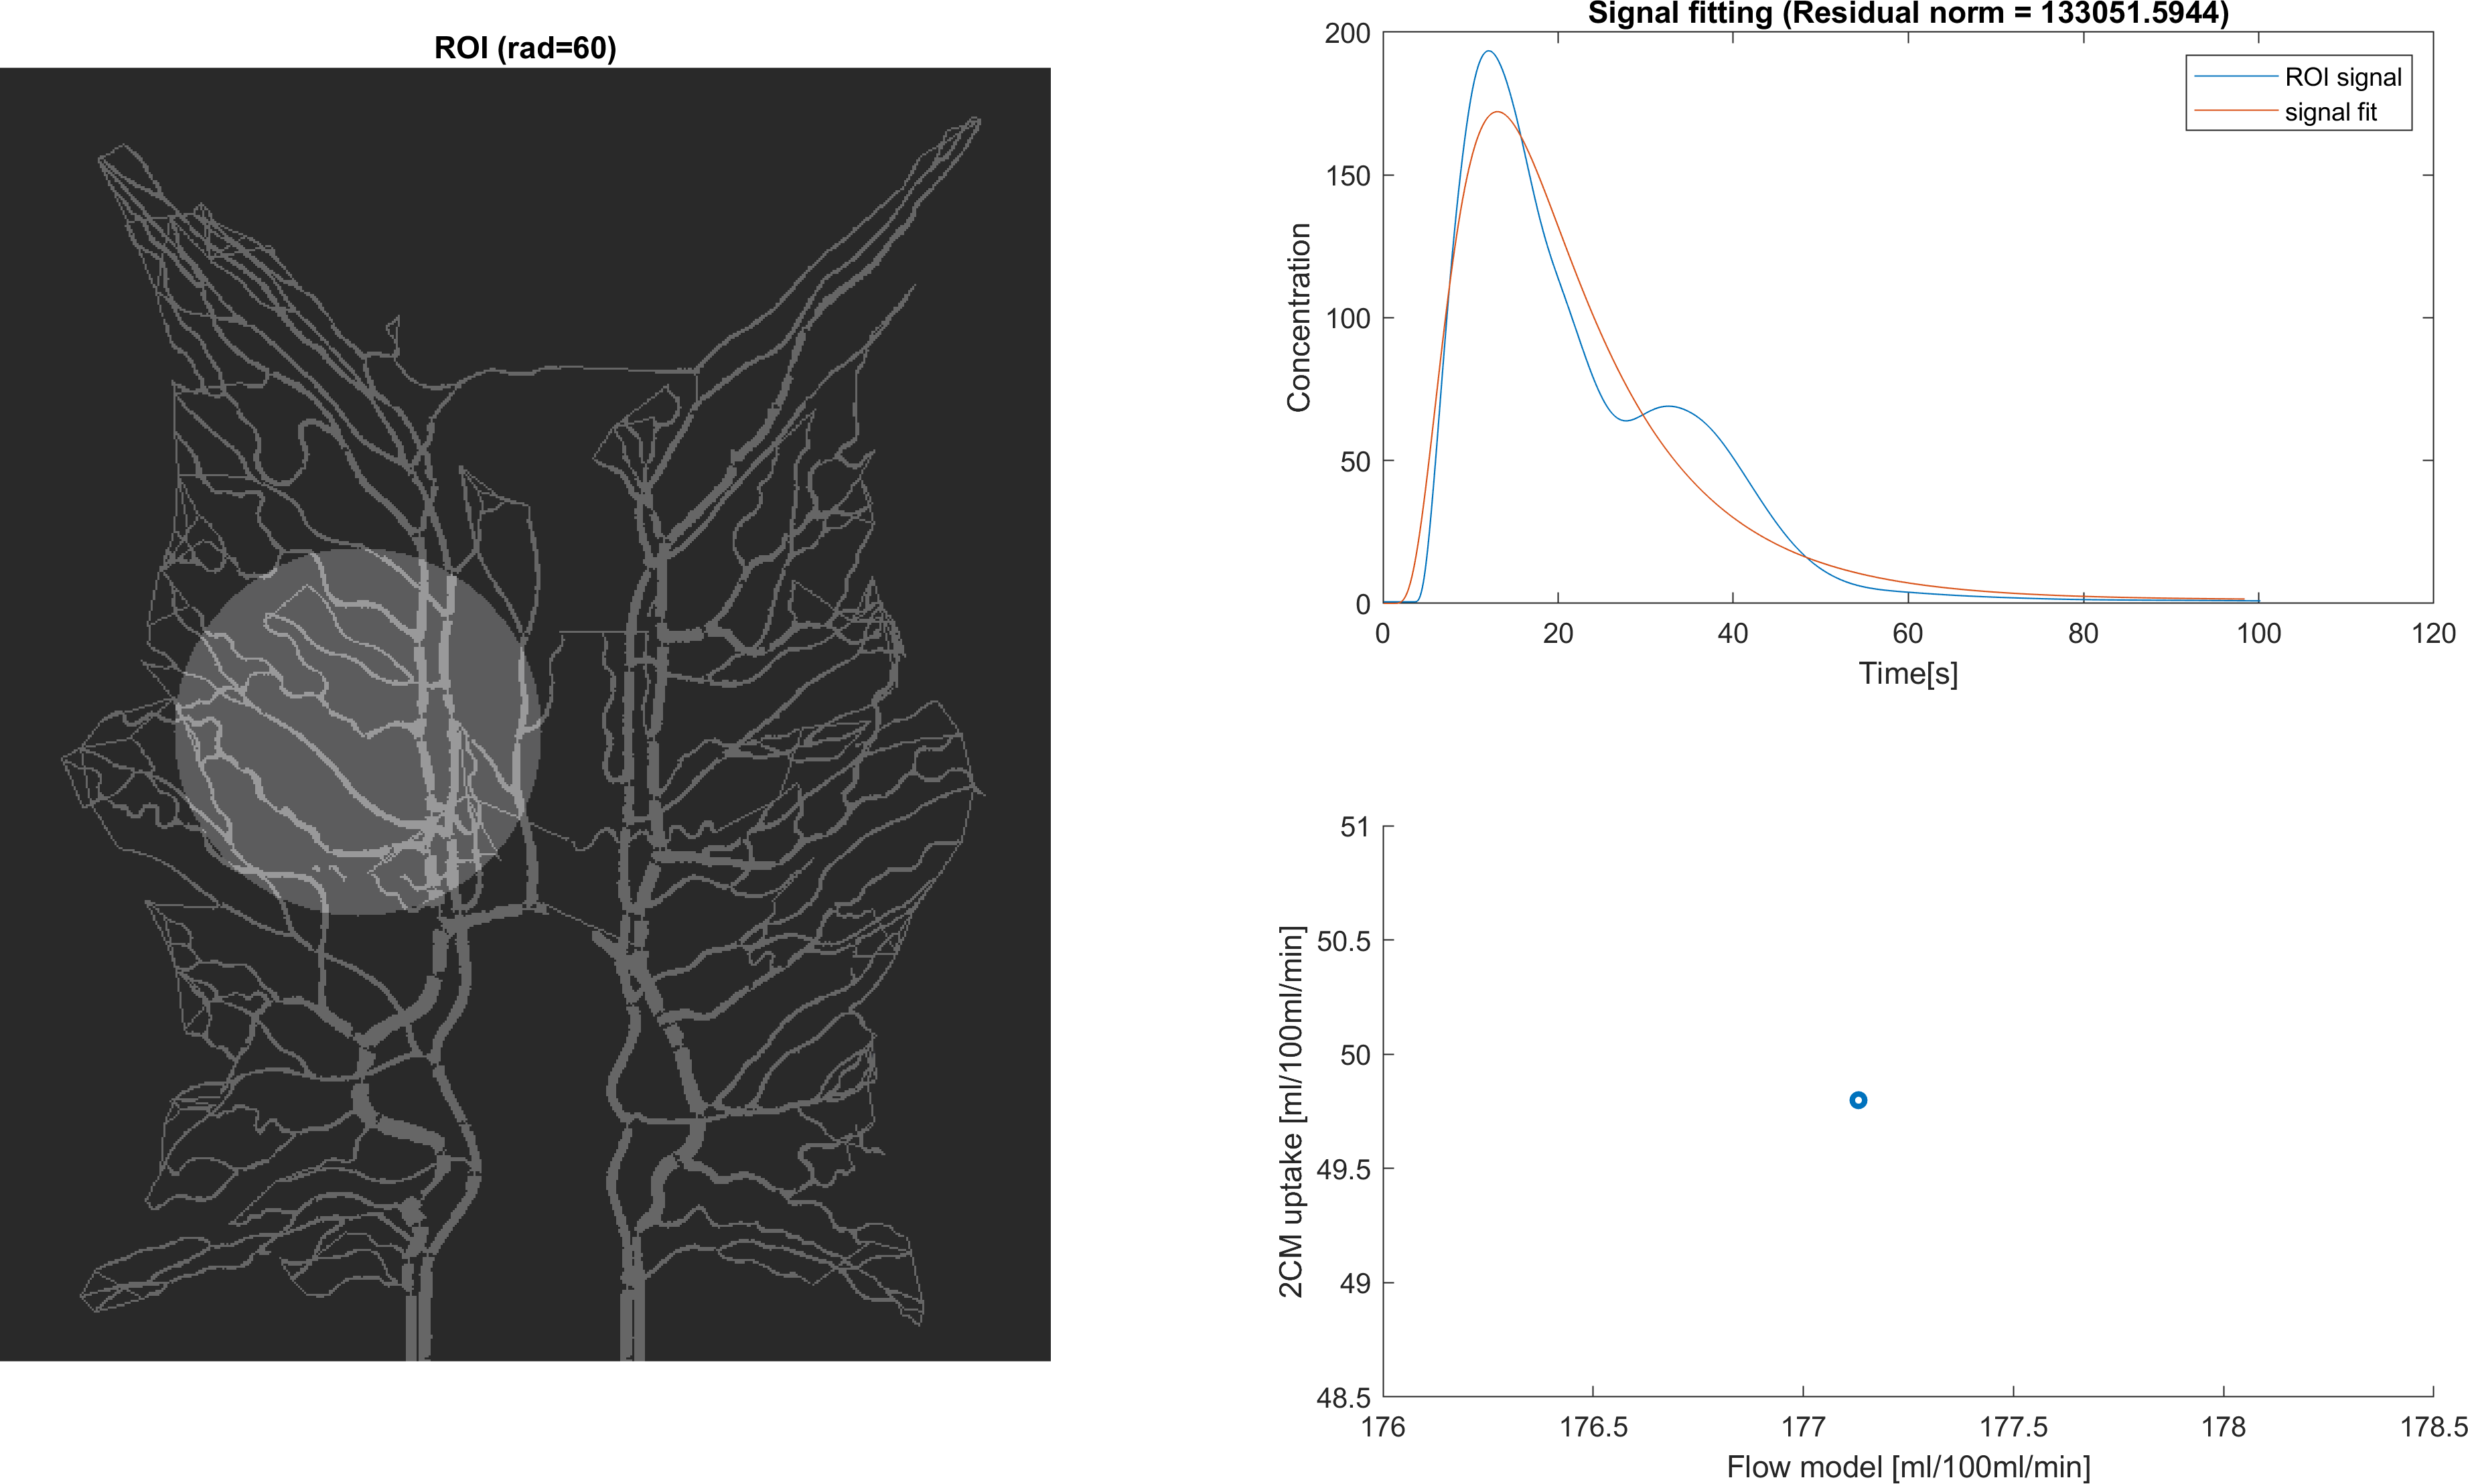 ROI (rad=60)
Signal fitting (Residual norm = 133051.5944)
200
150
100
50
0
Concentration
ROI signal
signal fit
0 20 40 60 80 100 120
Time[s]
51
50.5
50
49.5
49
48.5
2CM uptake [ml/100ml/min]
176 176.5 177 177.5 178 178.5
Flow model [ml/100ml/min]